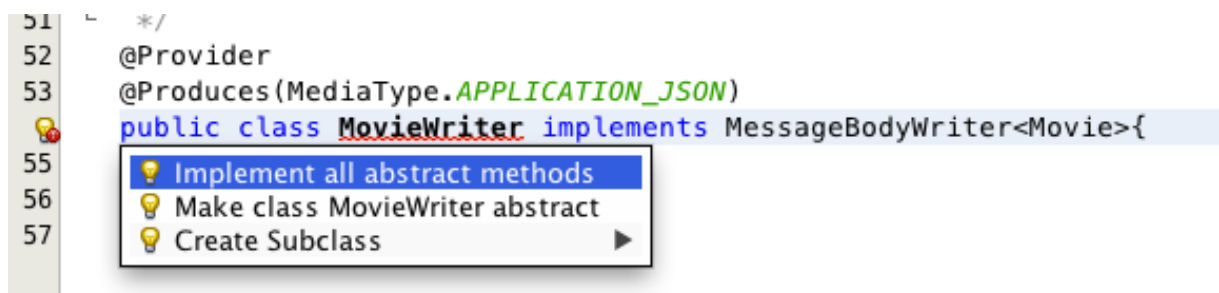 51 */
52 @Provider
53 @Produces(MediaType.APPLICATION_JSON)
public class MovieWriter implements MessageBodyWriter<Movie>{
55 Implement all abstract methods
56 Make class MovieWriter abstract
57 Create Subclass